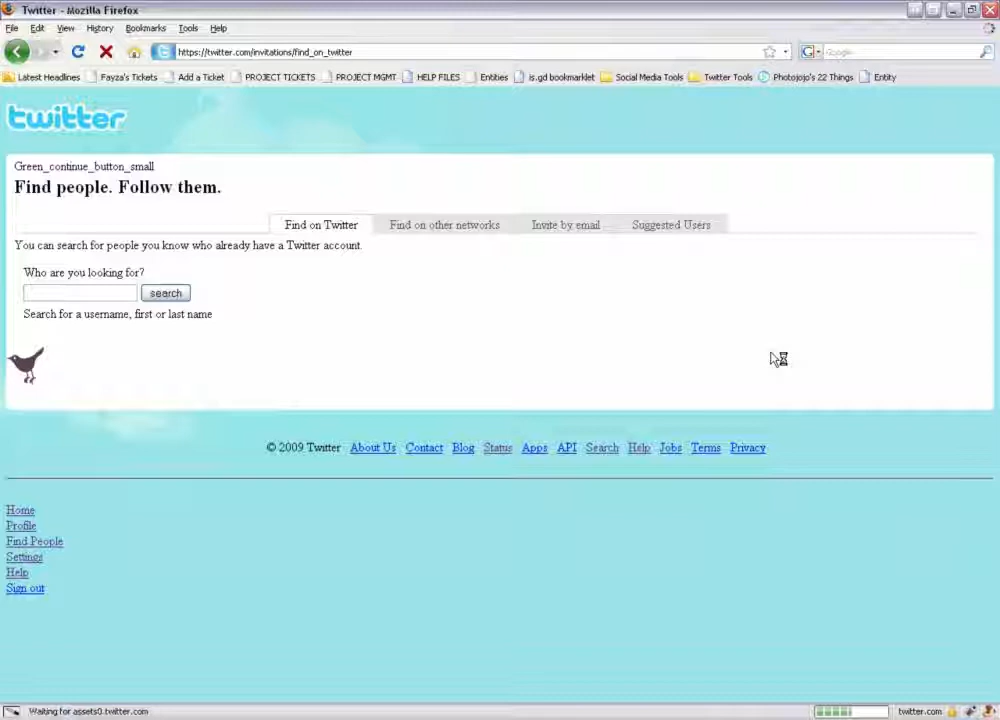 Twitter - Mozilla Firefox
File Edit View History Bookmarks Tools Help
https://twitter.com/invitations/find_on_twitter
Google
Latest Headlines Fayza's Tickets Add a Ticket PROJECT TICKETS PROJECT MGMT HELP FILES Entities is.gd bookmarklet Social Media Tools Twitter Tools Photojojo's 22 Things Entity
twitter
Green_continue_button_small
Find people. Follow them.
Find on Twitter Find on other networks Invite by email Suggested Users
You can search for people you know who already have a Twitter account.
Who are you looking for?
search
Search for a username, first or last name
© 2009 Twitter About Us Contact Blog Status Apps API Search Help Jobs Terms Privacy
Home
Profile
Find People
Settings
Help
Sign out
Waiting for assets0.twitter.com
twitter.com